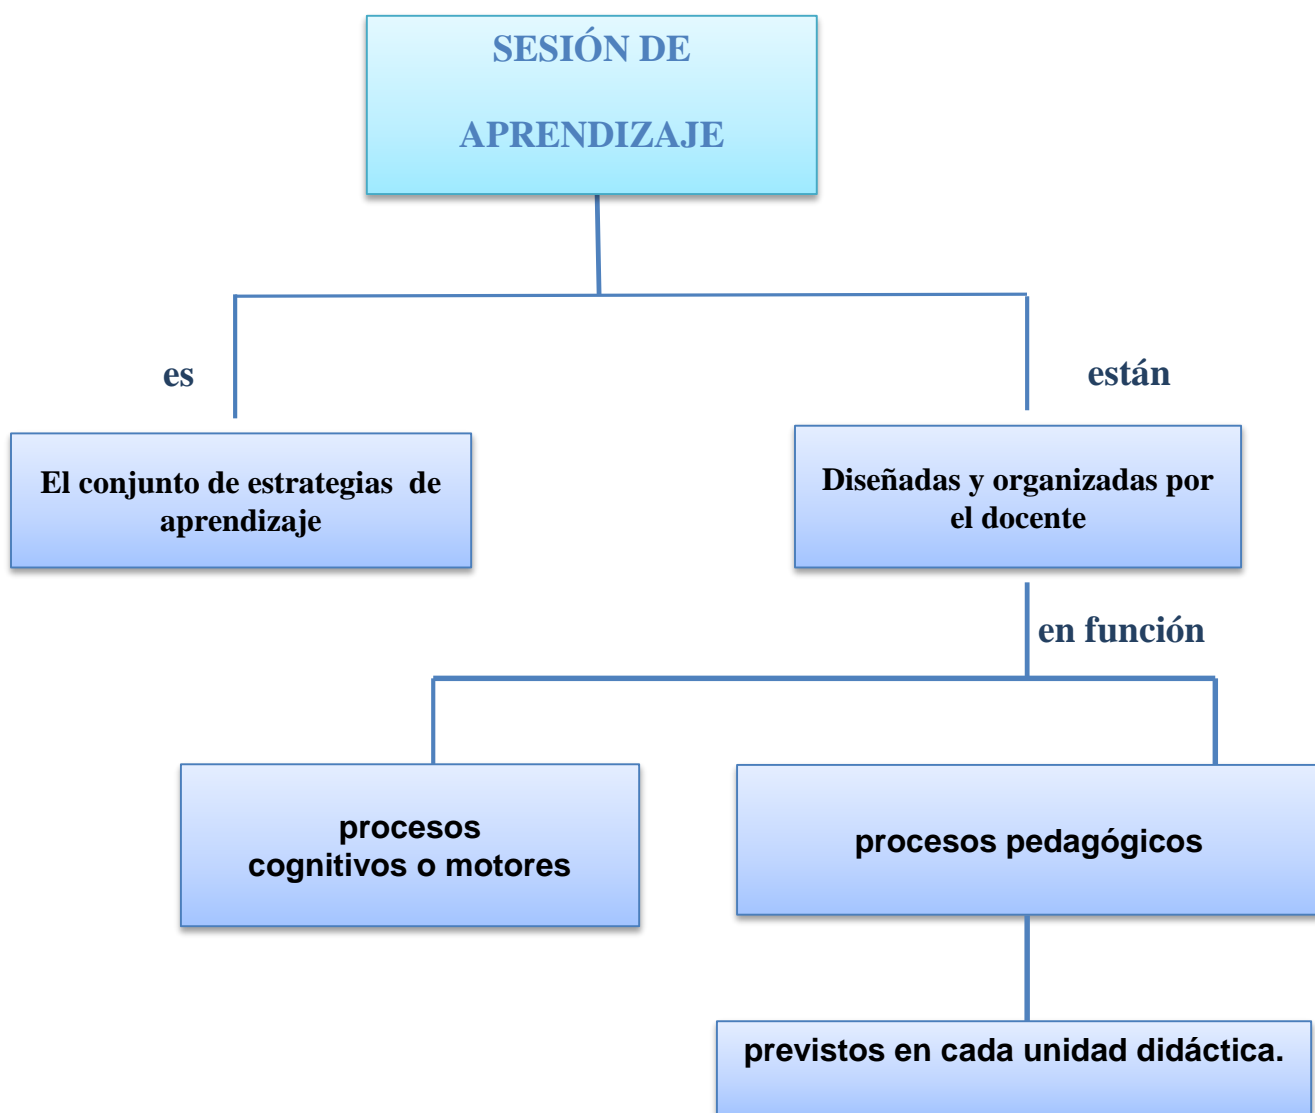 SESIÓN DE
APRENDIZAJE
es
están
El conjunto de estrategias de
aprendizaje
Diseñadas y organizadas por
el docente
en función
procesos
cognitivos o motores
procesos pedagógicos
previstos en cada unidad didáctica.